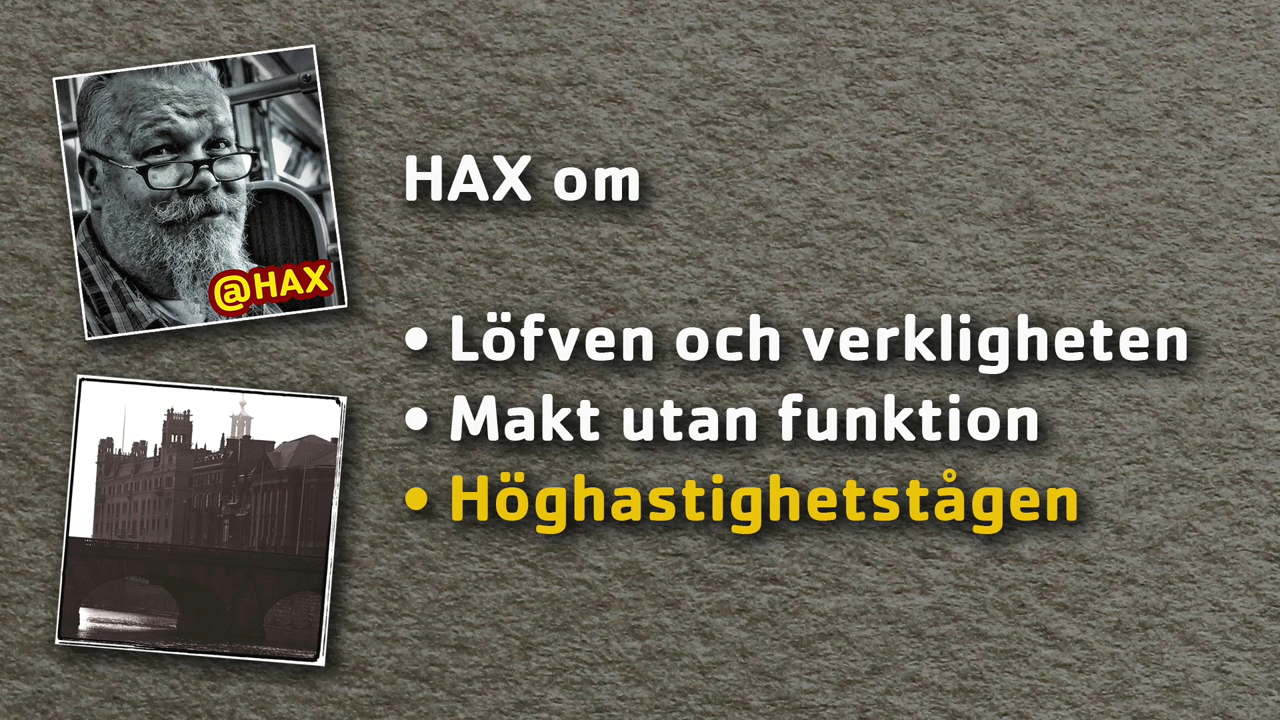 @HAX
HAX om
• Löfven och verkligheten
• Makt utan funktion
• Höghastighetstågen